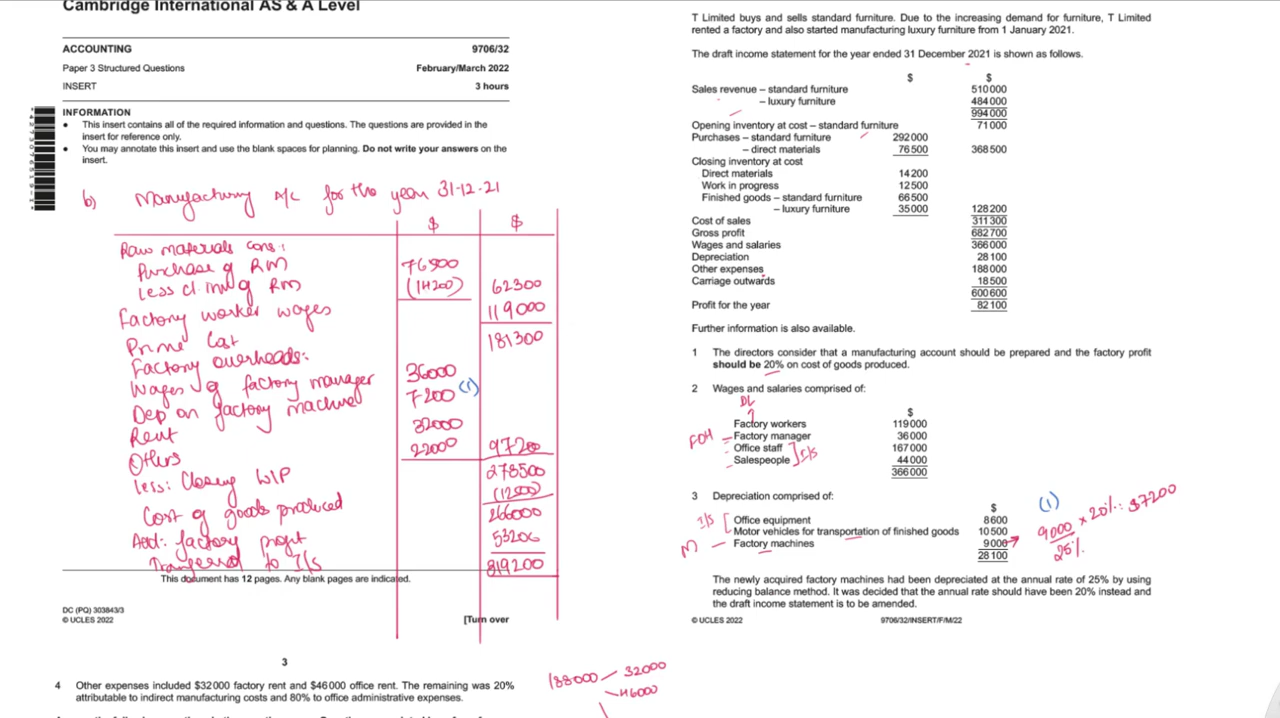 Cambridge International AS & A Level
ACCOUNTING 9706/32
Paper 3 Structured Questions February/March 2022
INSERT 3 hours
INFORMATION
• This insert contains all of the required information and questions. The questions are provided in the
insert for reference only.
• You may annotate this insert and use the blank spaces for planning. Do not write your answers on the
insert.
b) Manufactury A/c for the year 31-12-21
$ $
Raw materials cons:
Purchase of RM 76500
Less cl. inv of RM (14200) 62300
Factory worker wages 119000
Prime Cost 181300
Factory overheads:
Wages of factory manager 36000
Dep on factory machine 7200 (1)
Rent 32000
Others 22000 97200
278500
Less: Closing WIP (12500)
Cost of goods produced 266000
Add: factory profit 53200
Transferred to I/S 319200
This document has 12 pages. Any blank pages are indicated.
DC (PQ) 303843/3
© UCLES 2022 [Turn over
3
4 Other expenses included $32000 factory rent and $46000 office rent. The remaining was 20%
attributable to indirect manufacturing costs and 80% to office administrative expenses.
188000 – 32000
46000
T Limited buys and sells standard furniture. Due to the increasing demand for furniture, T Limited
rented a factory and also started manufacturing luxury furniture from 1 January 2021.
The draft income statement for the year ended 31 December 2021 is shown as follows.
$ $
Sales revenue – standard furniture 510000
– luxury furniture 484000
994000
Opening inventory at cost – standard furniture 71000
Purchases – standard furniture 292000
– direct materials 76500 368500
Closing inventory at cost
Direct materials 14200
Work in progress 12500
Finished goods – standard furniture 66500
– luxury furniture 35000 128200
Cost of sales 311300
Gross profit 682700
Wages and salaries 366000
Depreciation 28100
Other expenses 188000
Carriage outwards 18500
600600
Profit for the year 82100
Further information is also available.
1 The directors consider that a manufacturing account should be prepared and the factory profit
should be 20% on cost of goods produced.
2 Wages and salaries comprised of:
DL
$
Factory workers 119000
FOH – Factory manager 36000
Office staff 167000
Salespeople I/S 44000
366000
3 Depreciation comprised of:
$
I/S Office equipment 8600
Motor vehicles for transportation of finished goods 10500
M – Factory machines 9000
28100
(1)
9000 × 20% : $7200
25%
The newly acquired factory machines had been depreciated at the annual rate of 25% by using
reducing balance method. It was decided that the annual rate should have been 20% instead and
the draft income statement is to be amended.
© UCLES 2022 9706/32/INSERT/F/M/22